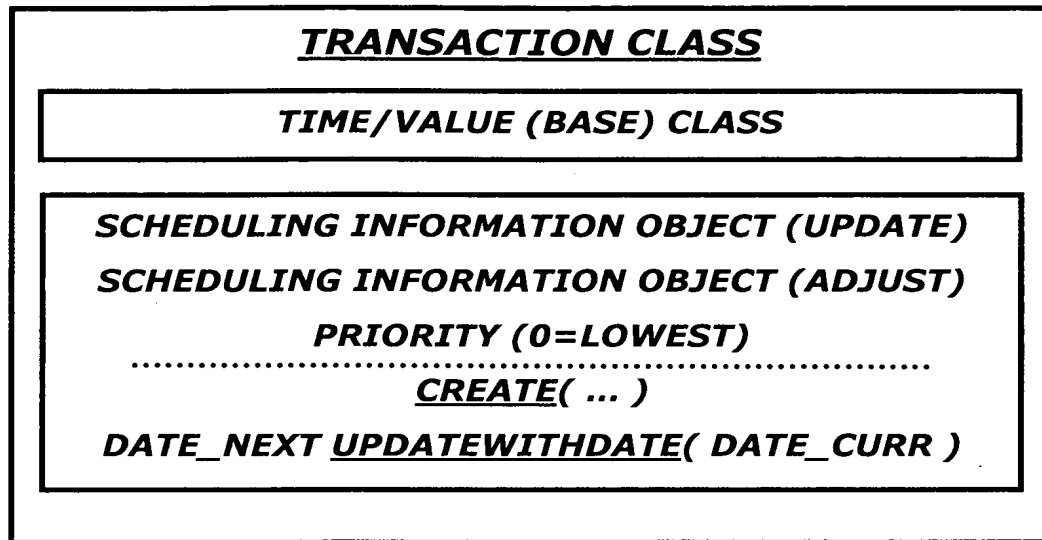 TRANSACTION CLASS
TIME/VALUE (BASE) CLASS
SCHEDULING INFORMATION OBJECT (UPDATE)
SCHEDULING INFORMATION OBJECT (ADJUST)
PRIORITY (0=LOWEST)
CREATE( ... )
DATE_NEXT UPDATEWITHDATE( DATE_CURR )